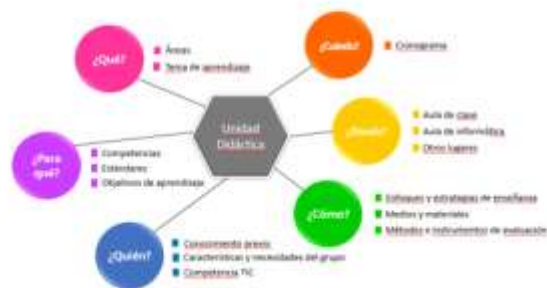 ¿Qué?
Áreas
Tema de aprendizaje
¿Cuándo?
Cronograma
Unidad
Didáctica
¿Dónde?
Aula de clase
Aula de informática
Otro lugares
¿Para
qué?
Competencias
Estándares
Objetivos de aprendizaje
¿Cómo?
Enfoques y estrategias de enseñanza
Medios y materiales
Métodos e instrumentos de evaluación
¿Quién?
Conocimiento previo
Características y necesidades del grupo
Competencia TIC